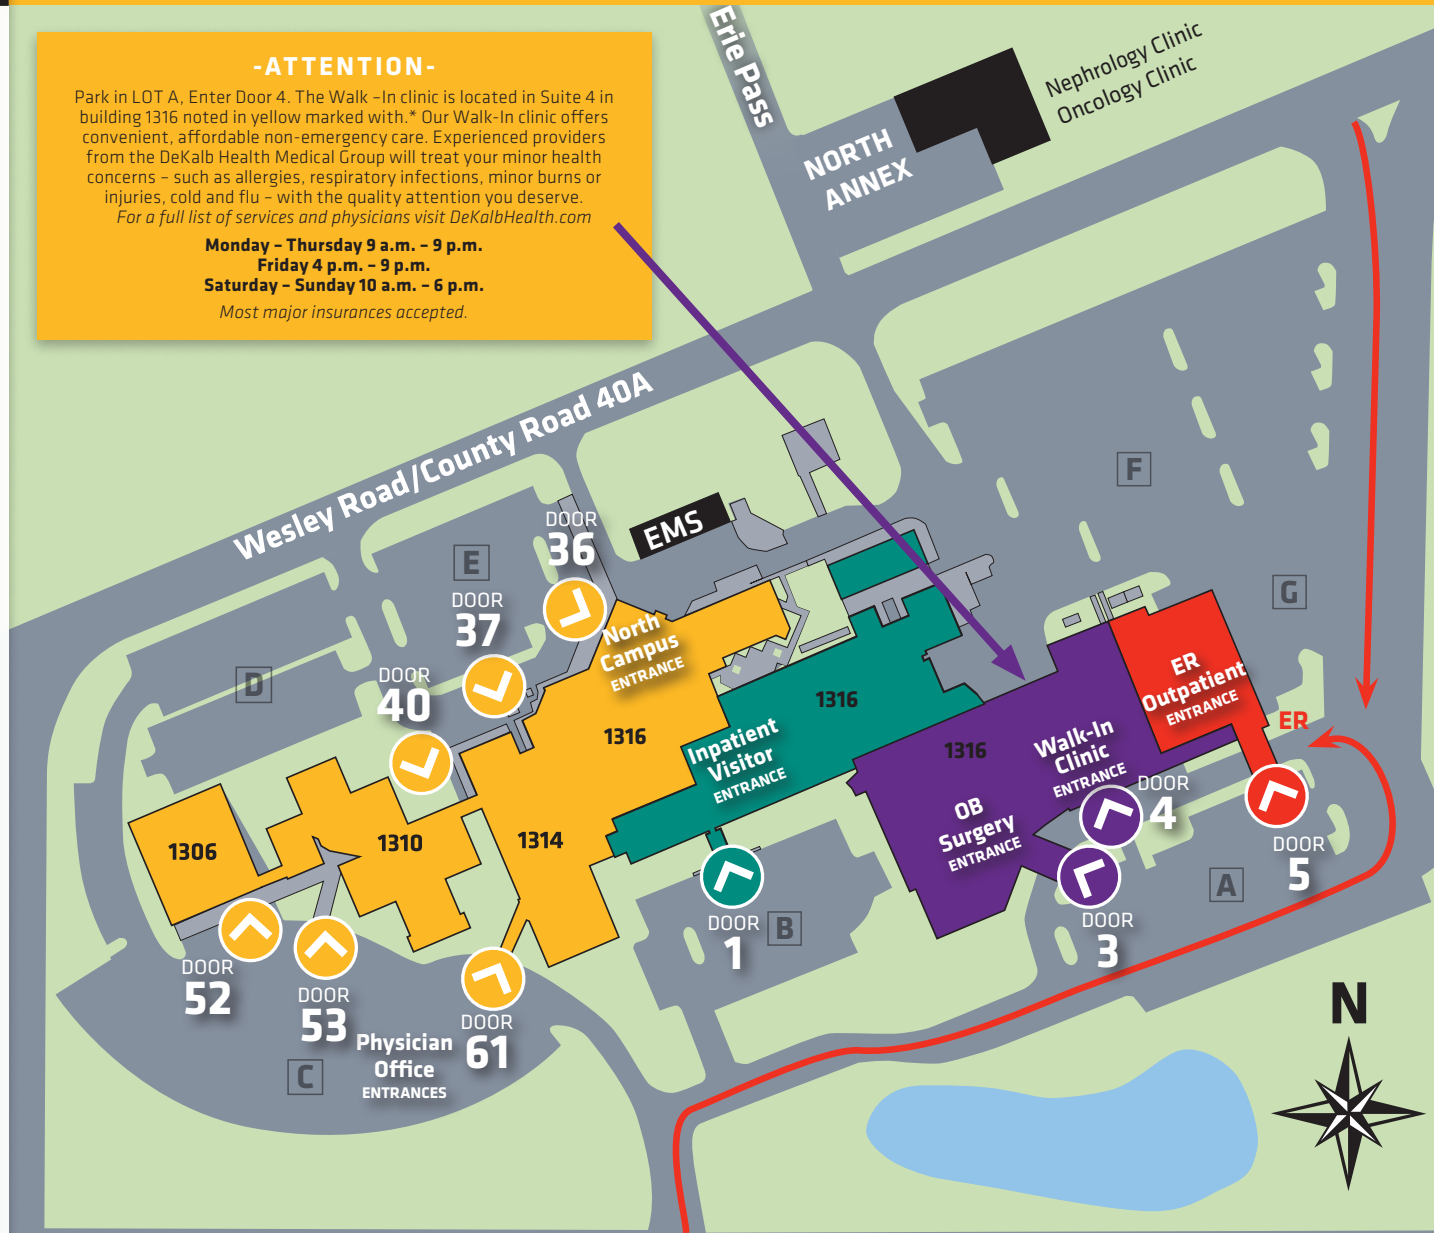 -ATTENTION-
Park in LOT A, Enter Door 4. The Walk –In clinic is located in Suite 4 in
building 1316 noted in yellow marked with.* Our Walk-In clinic offers
convenient, affordable non-emergency care. Experienced providers
from the DeKalb Health Medical Group will treat your minor health
concerns – such as allergies, respiratory infections, minor burns or
injuries, cold and flu – with the quality attention you deserve.
For a full list of services and physicians visit DeKalbHealth.com
Monday – Thursday 9 a.m. – 9 p.m.
Friday 4 p.m. – 9 p.m.
Saturday – Sunday 10 a.m. – 6 p.m.
Most major insurances accepted.
Erie Pass
Nephrology Clinic
Oncology Clinic
NORTH
ANNEX
Wesley Road/County Road 40A
F
EMS
DOOR
36
E
DOOR
37
G
North
Campus
ENTRANCE
DOOR
40
D
ER
Outpatient
ENTRANCE
1316
ER
1316
Inpatient
Visitor
ENTRANCE
1316
Walk-In
Clinic
ENTRANCE
DOOR
4
OB
Surgery
ENTRANCE
1306
1310
1314
DOOR
5
A
DOOR
1
B
DOOR
3
DOOR
52
DOOR
53
DOOR
61
Physician
Office
ENTRANCES
C
N